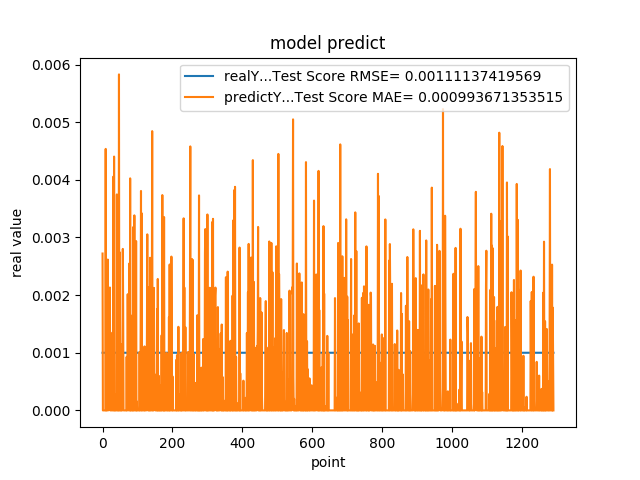 model predict
realY...Test Score RMSE= 0.00111137419569
predictY...Test Score MAE= 0.000993671353515
real value
0.006
0.005
0.004
0.003
0.002
0.001
0.000
0 200 400 600 800 1000 1200
point